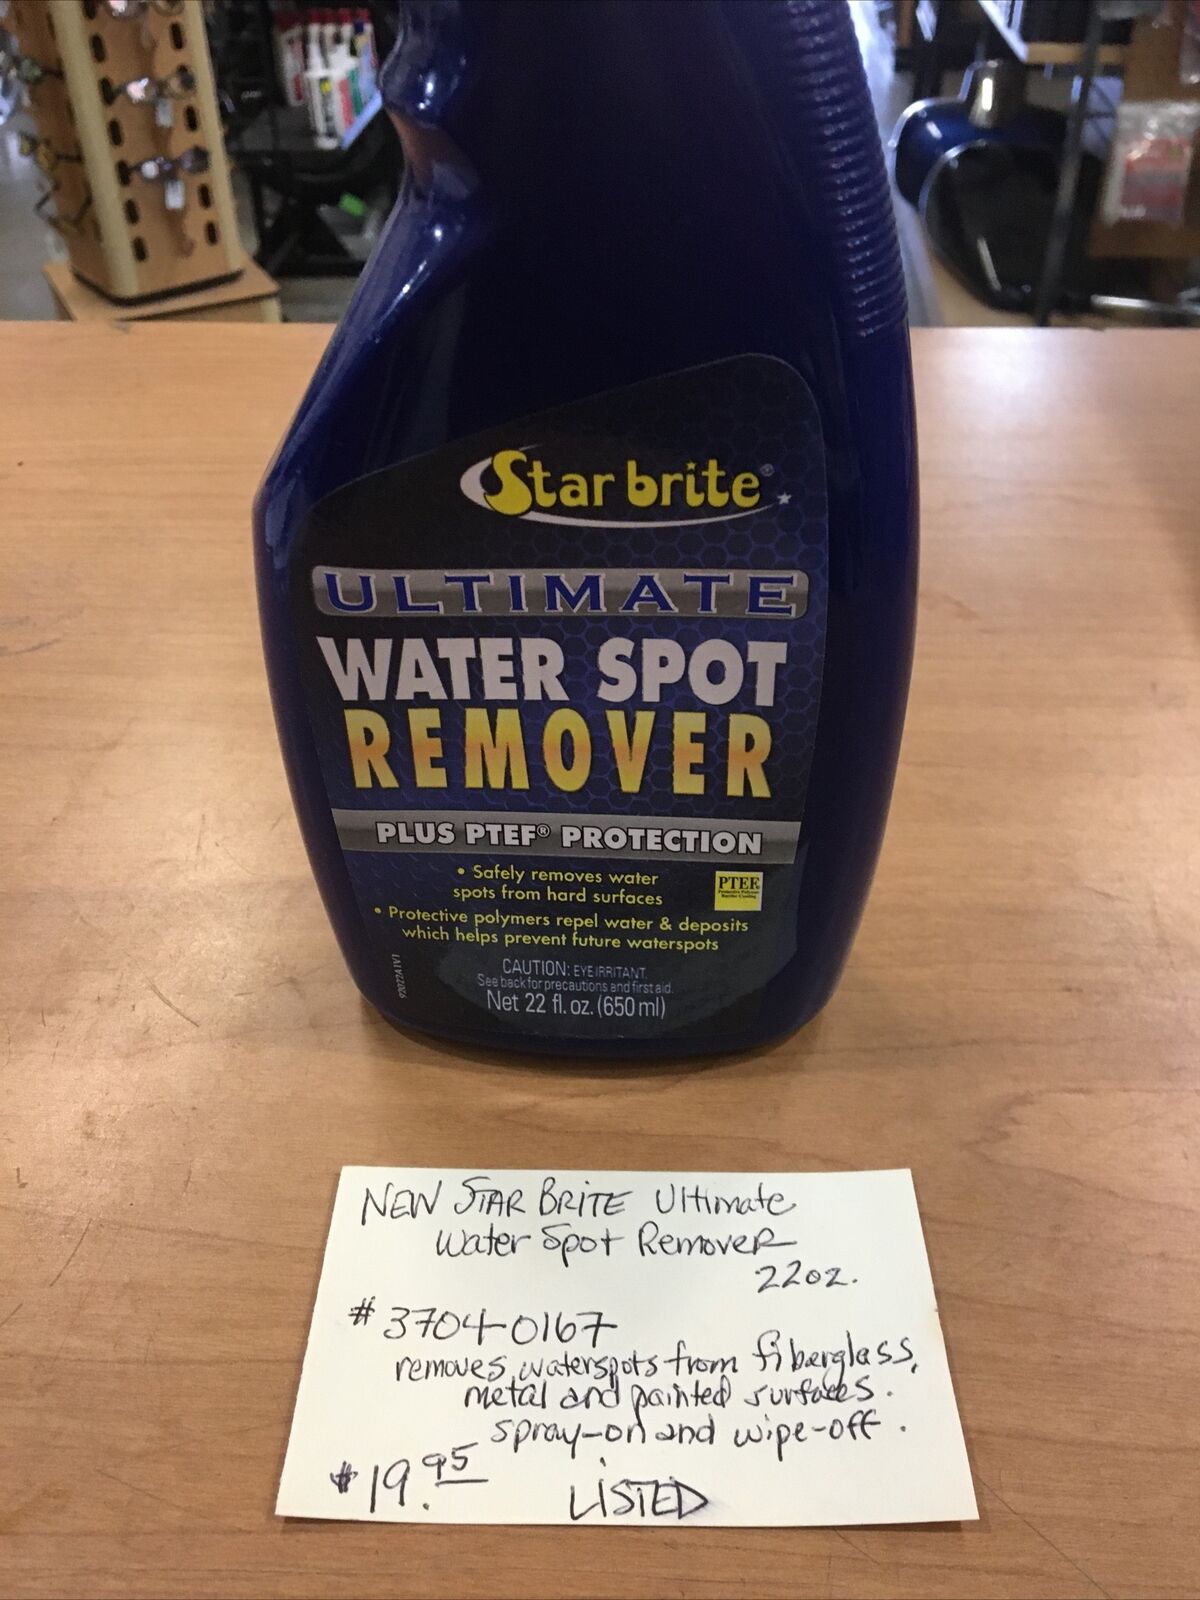 Star brite®
ULTIMATE
WATER SPOT
REMOVER
PLUS PTEF® PROTECTION
• Safely removes water
spots from hard surfaces
PTEF®
• Protective polymers repel water & deposits
which helps prevent future waterspots
CAUTION: EYE IRRITANT.
See back for precautions and first aid.
Net 22 fl. oz. (650 ml)
92022A1V1
NEW STAR BRITE Ultimate
Water Spot Remover
22oz.
# 3704-0167
removes waterspots from fiberglass,
metal and painted surfaces.
spray-on and wipe-off.
$19.95
LISTED